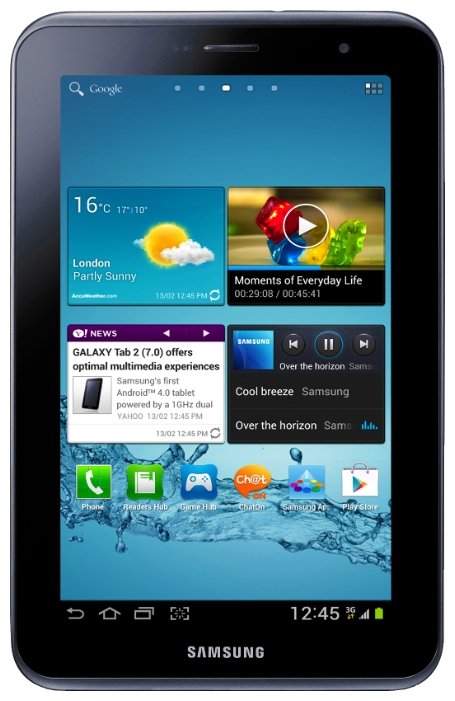 Google
16°C 17°|10°
London
Partly Sunny
AccuWeather.com 13/02 12:45 PM
Moments of Everyday Life
00:29:08 / 00:45:41
Y! NEWS
GALAXY Tab 2 (7.0) offers
optimal multimedia experiences
Samsung's first
Android™ 4.0 tablet
powered by a 1GHz dual
YAHOO 13/02 12:45 PM
13/02 12:45 PM
SAMSUNG
Over the horizon Sams
Cool breeze Samsung
Over the horizon Sams
Ch@t
ON
Phone Readers Hub Game Hub ChatOn Samsung Ap. Play Store
12:45 3G
SAMSUNG